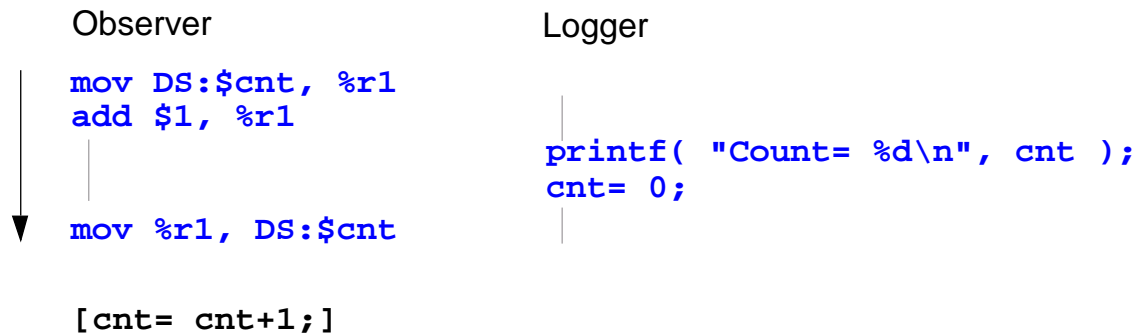 Observer
mov DS:$cnt, %r1
add $1, %r1
mov %r1, DS:$cnt
[cnt= cnt+1;]
Logger
printf( "Count= %d\n", cnt );
cnt= 0;